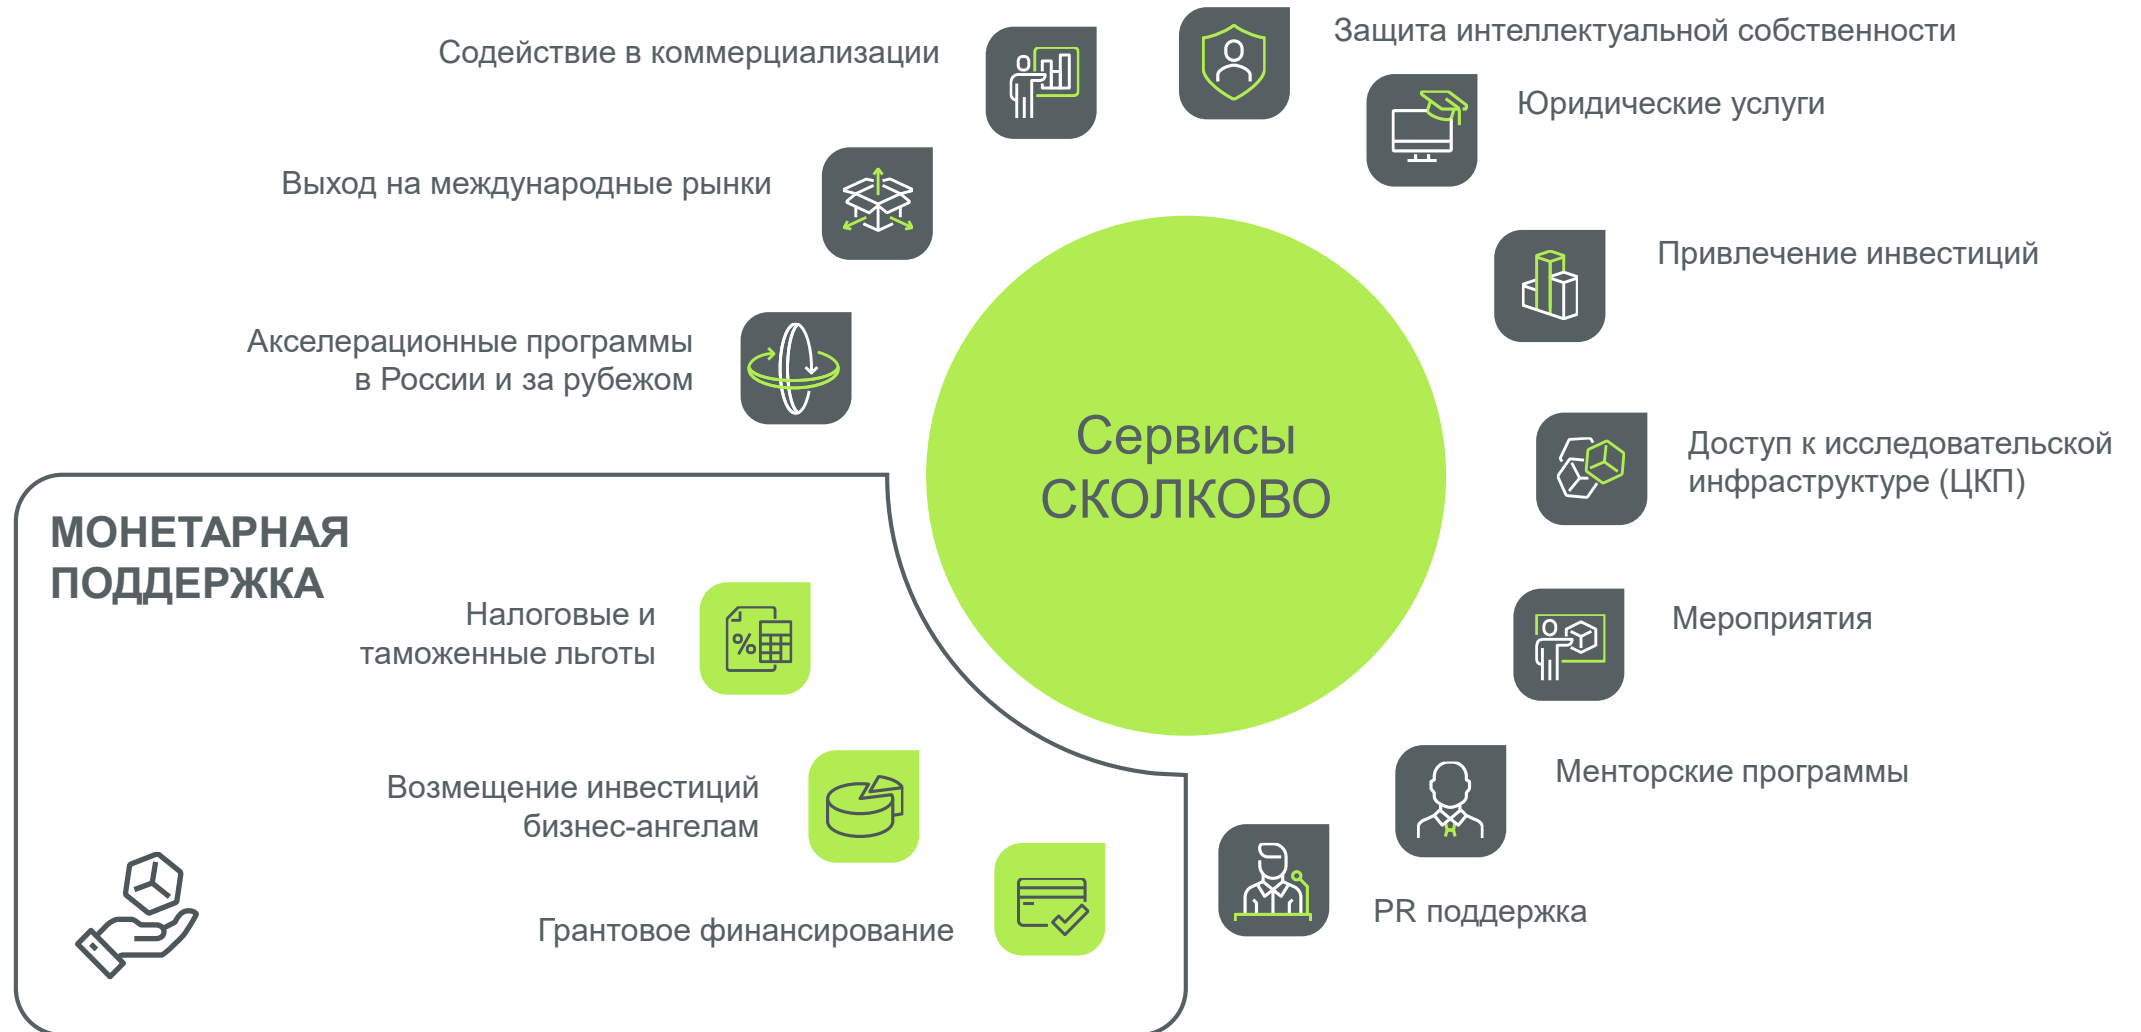 Содействие в коммерциализации
Защита интеллектуальной собственности
Юридические услуги
Выход на международные рынки
Привлечение инвестиций
Акселерационные программы
в России и за рубежом
Сервисы
СКОЛКОВО
Доступ к исследовательской
инфраструктуре (ЦКП)
МОНЕТАРНАЯ
ПОДДЕРЖКА
Налоговые и
таможенные льготы
%
Мероприятия
Возмещение инвестиций
бизнес-ангелам
Менторские программы
Грантовое финансирование
PR поддержка